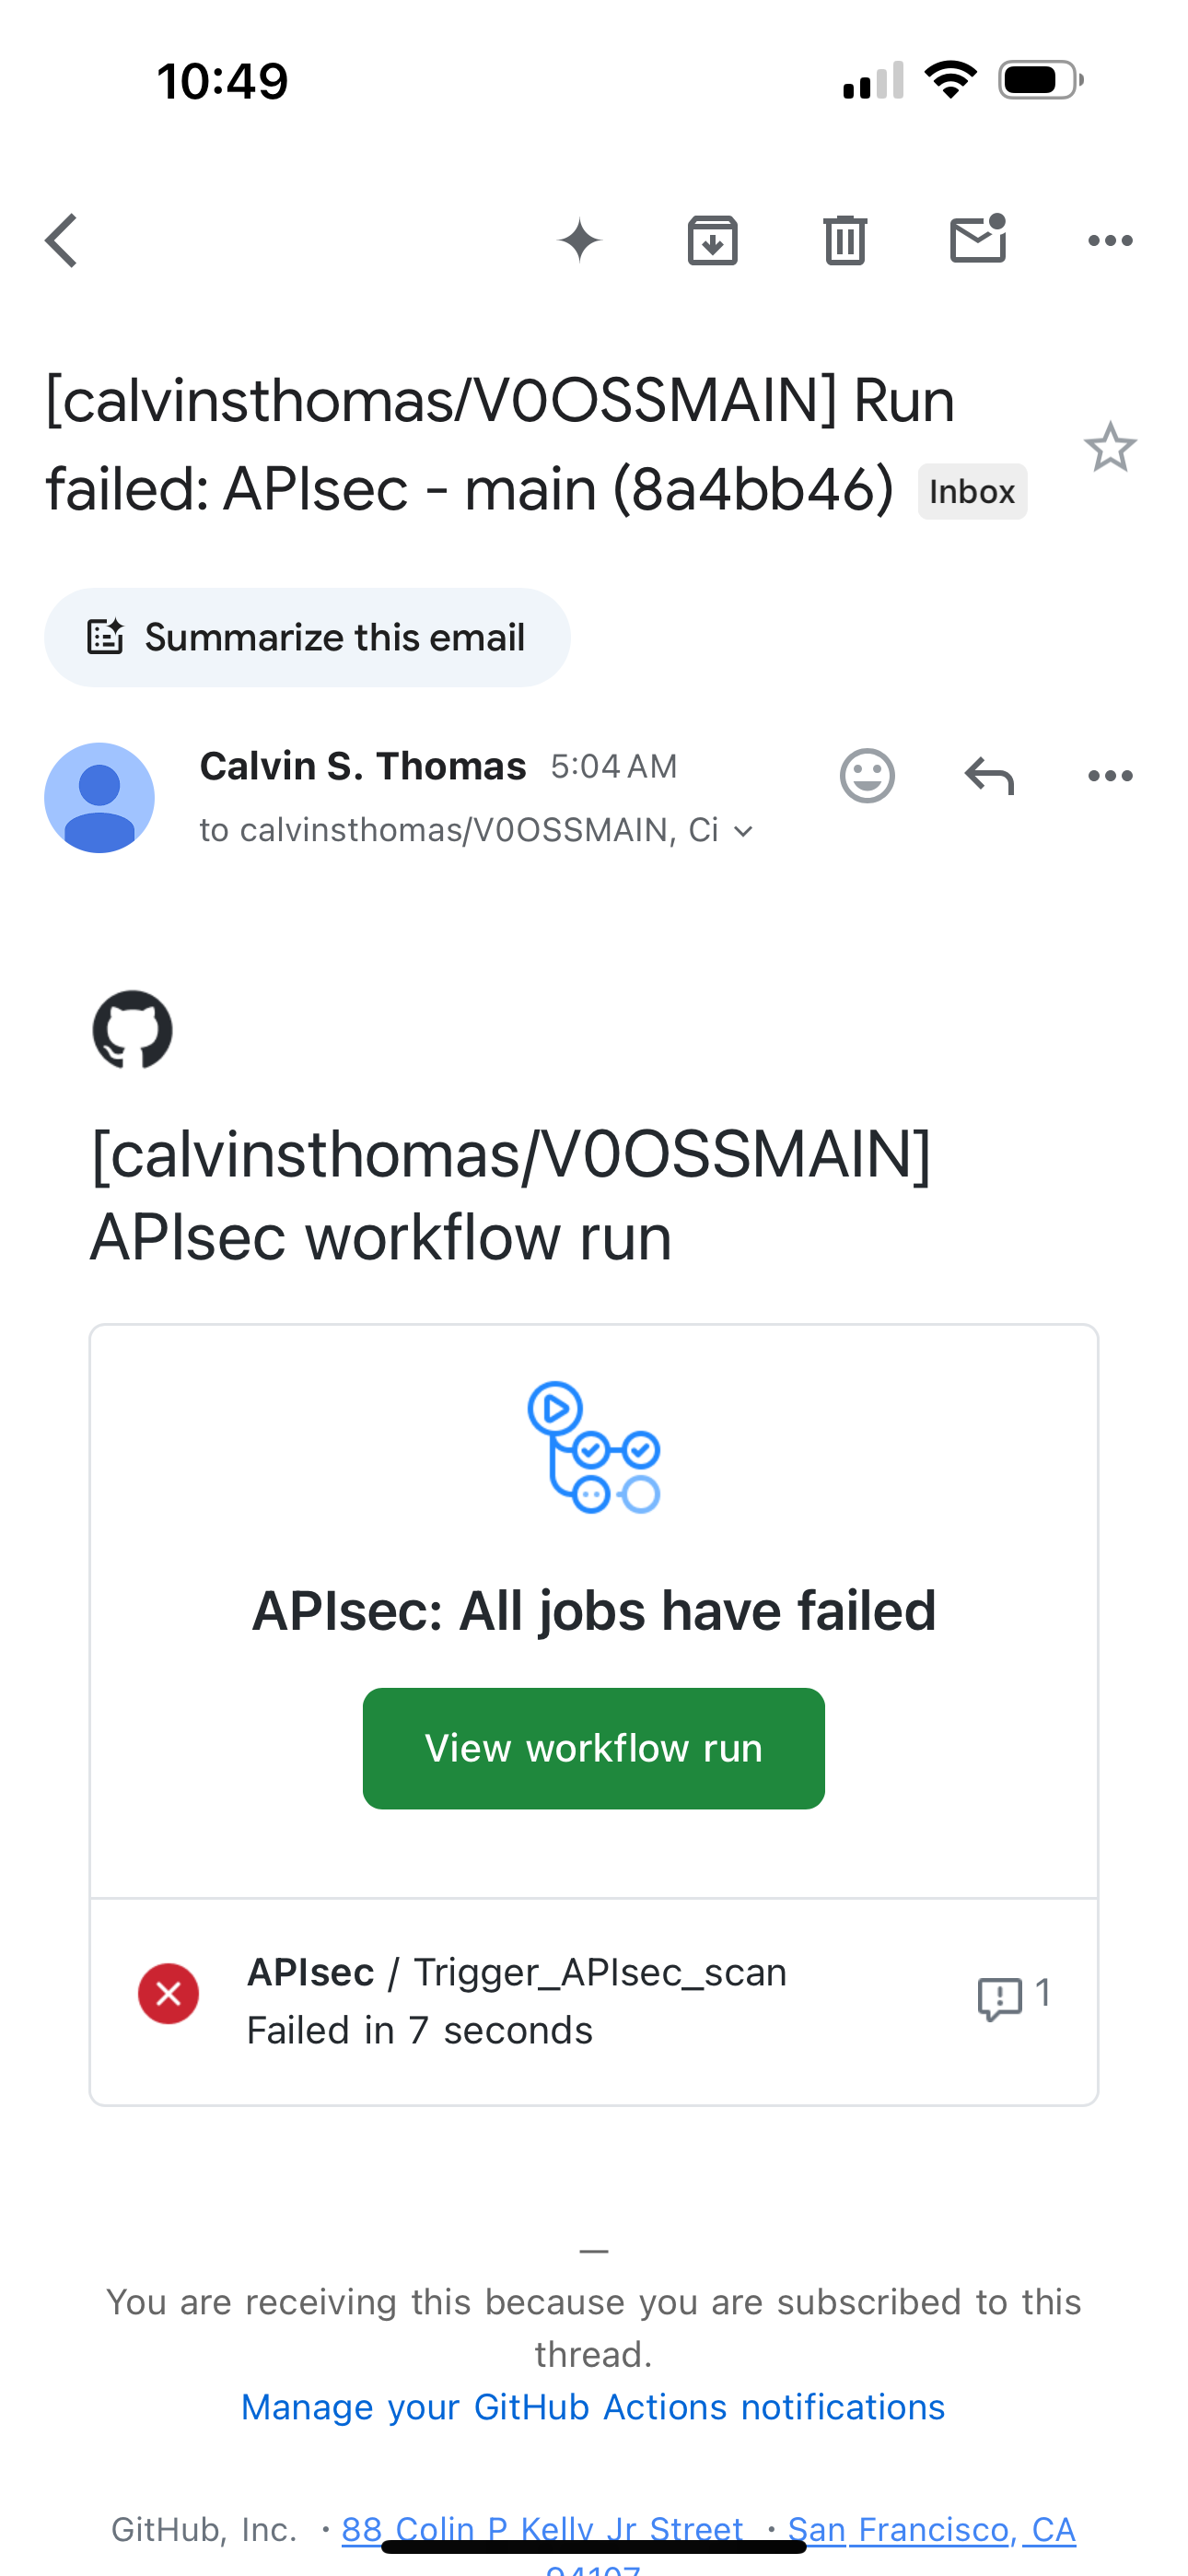 10:49
[calvinsthomas/V0OSSMAIN] Run
failed: APIsec - main (8a4bb46) Inbox
Summarize this email
Calvin S. Thomas 5:04 AM
to calvinsthomas/V0OSSMAIN, Ci
[calvinsthomas/V0OSSMAIN]
APIsec workflow run
APIsec: All jobs have failed
View workflow run
APIsec / Trigger_APIsec_scan
Failed in 7 seconds
1
—
You are receiving this because you are subscribed to this
thread.
Manage your GitHub Actions notifications
GitHub, Inc. ・88 Colin P Kelly Jr Street ・San Francisco, CA
94107